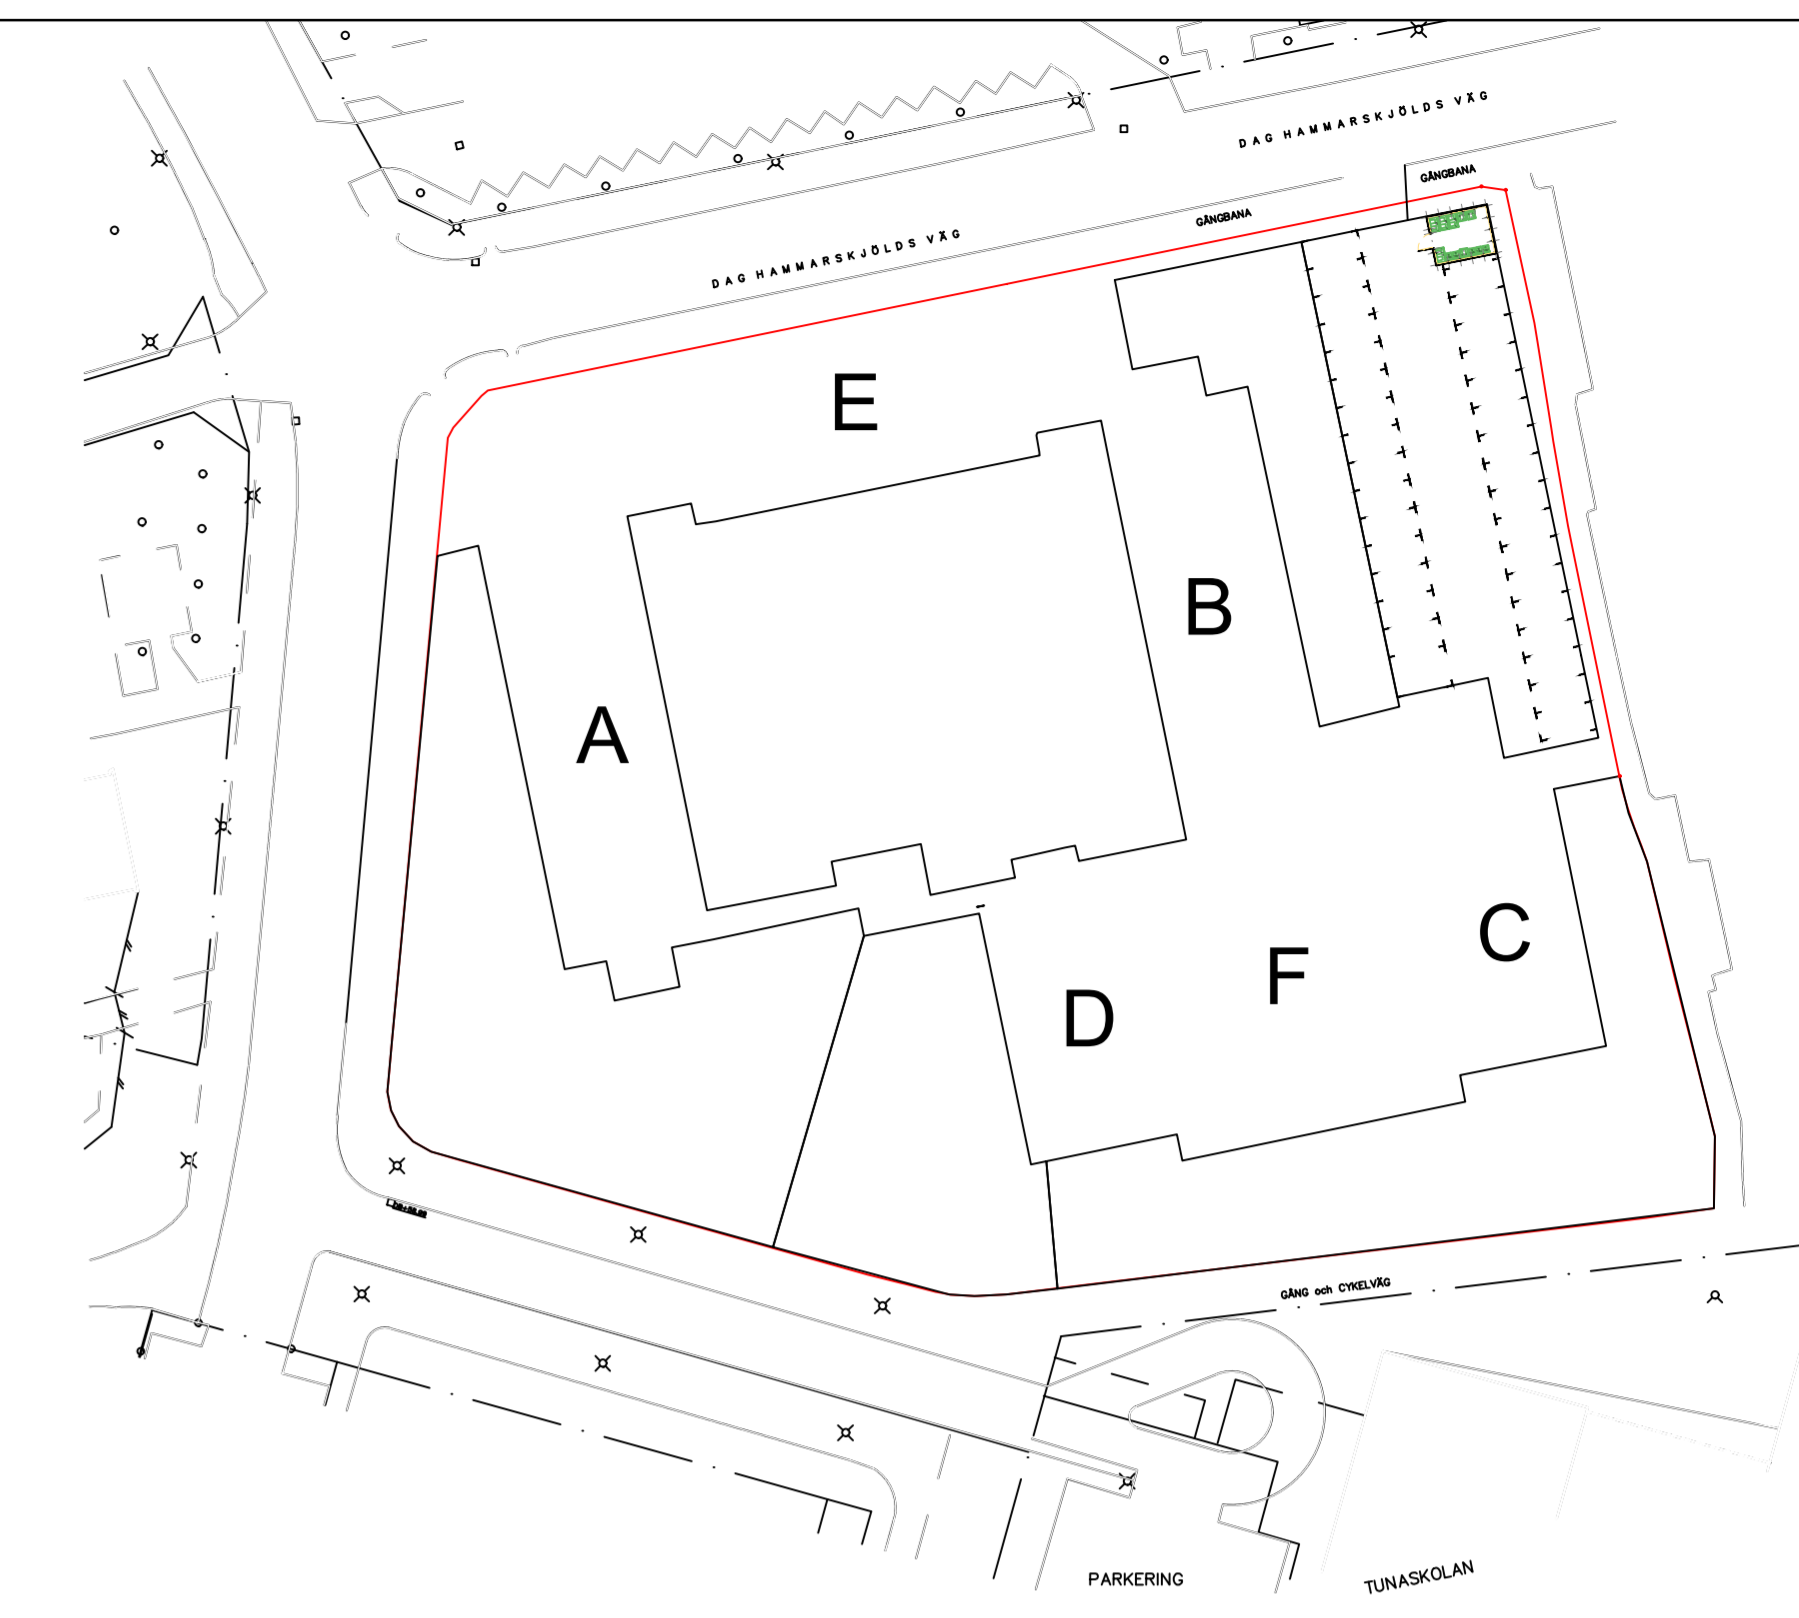 DAG HAMMARSKJÖLDS VÄG
GÅNGBANA
GÅNGBANA
DAG HAMMARSKJÖLDS VÄG
E
B
A
C
F
D
GÅNG och CYKELVÄG
PARKERING
TUNASKOLAN